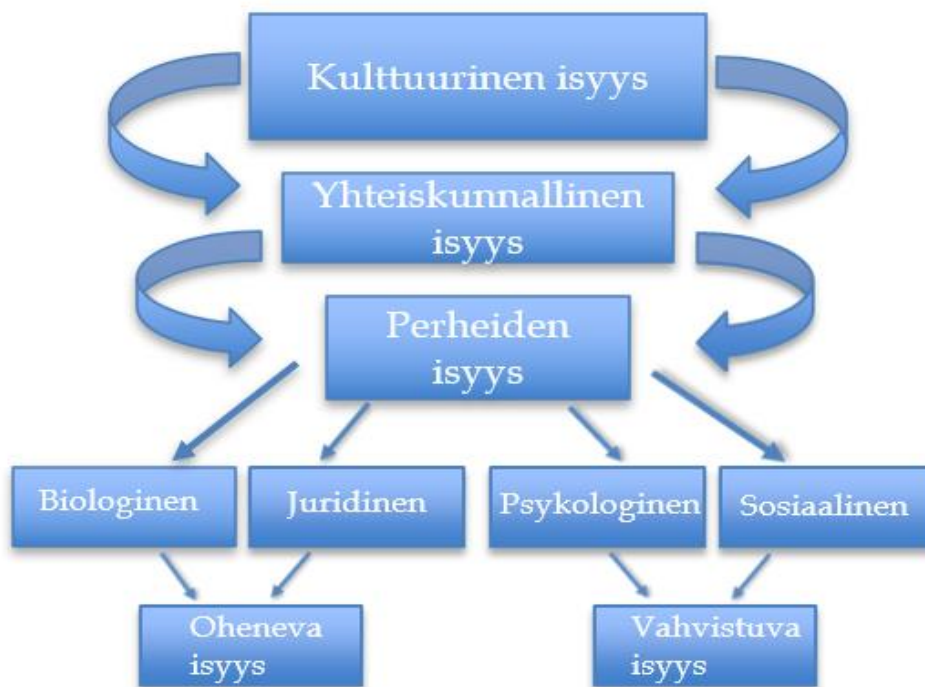 Kulttuurinen isyys
Yhteiskunnallinen
isyys
Perheiden
isyys
Biologinen
Juridinen
Psykologinen
Sosiaalinen
Oheneva
isyys
Vahvistuva
isyys